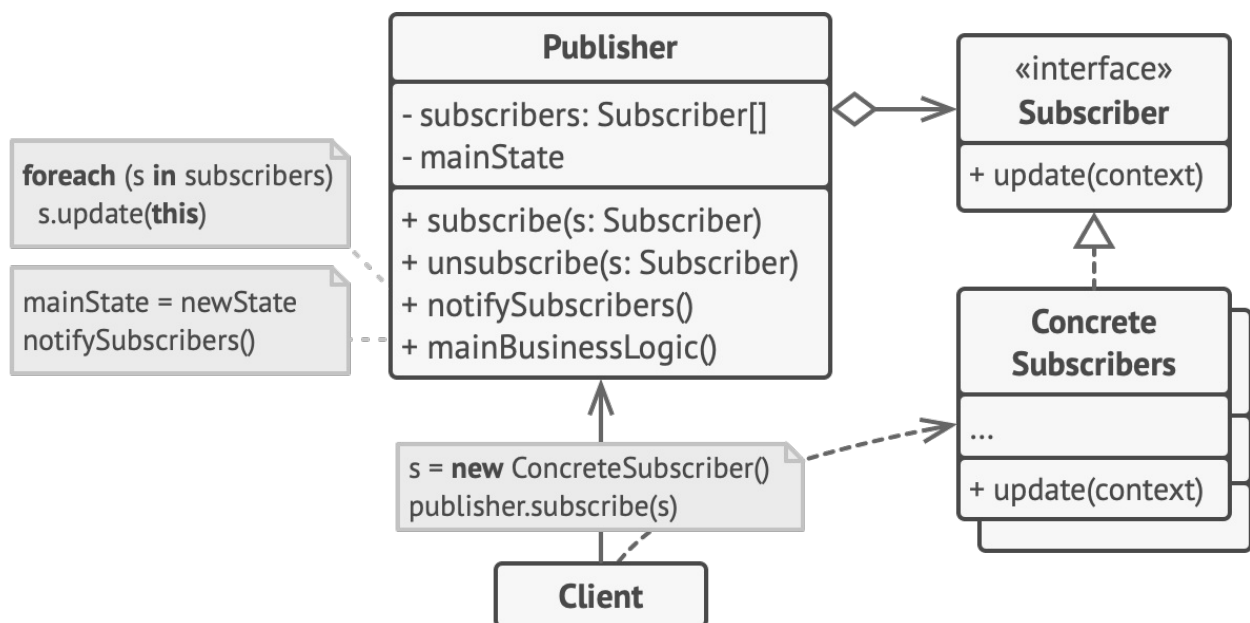 Publisher
- subscribers: Subscriber[]
- mainState
+ subscribe(s: Subscriber)
+ unsubscribe(s: Subscriber)
+ notifySubscribers()
+ mainBusinessLogic()
foreach (s in subscribers)
s.update(this)
mainState = newState
notifySubscribers()
«interface»
Subscriber
+ update(context)
Concrete
Subscribers
...
+ update(context)
s = new ConcreteSubscriber()
publisher.subscribe(s)
Client